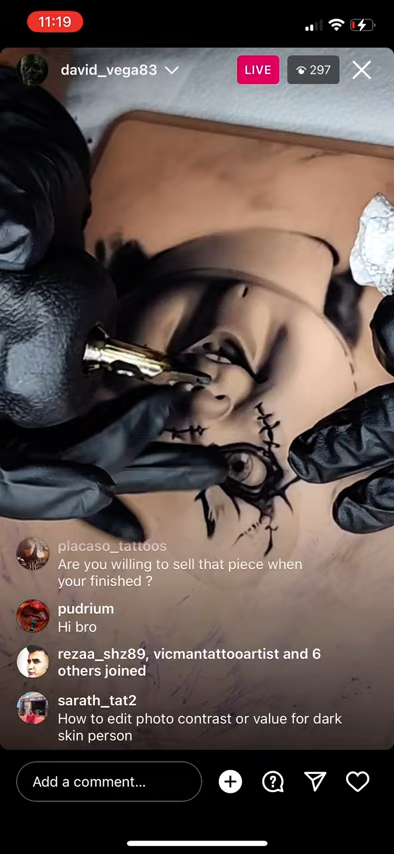 11:19
david_vega83
LIVE
297
placaso_tattoos
Are you willing to sell that piece when
your finished ?
pudrium
Hi bro
rezaa_shz89, vicmantattooartist and 6
others joined
sarath_tat2
How to edit photo contrast or value for dark
skin person
Add a comment...